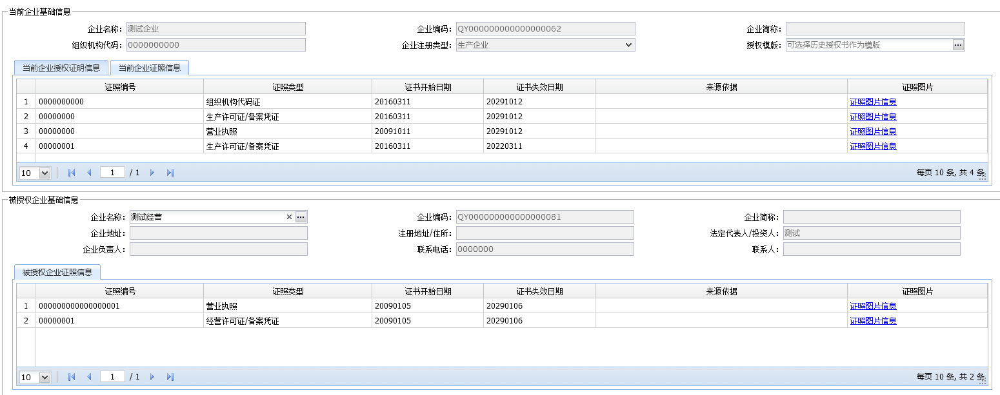 当前企业基础信息
企业名称: 测试企业 企业编码: QY000000000000000062 企业简称:
组织机构代码: 0000000000 企业注册类型: 生产企业 授权模版: 可选择历史授权书作为模版 ...
当前企业授权证明信息 当前企业证照信息
证照编号 证照类型 证书开始日期 证书失效日期 来源依据 证照图片
1 0000000000 组织机构代码证 20160311 20291012 证照图片信息
2 00000000 生产许可证/备案凭证 20160311 20291012 证照图片信息
3 00000000 营业执照 20091011 20291012 证照图片信息
4 00000001 生产许可证/备案凭证 20160311 20220311 证照图片信息
10 1 / 1 每页 10 条, 共 4 条
被授权企业基础信息
企业名称: 测试经营 × ... 企业编码: QY000000000000000081 企业简称:
企业地址: 注册地址/住所: 法定代表人/投资人: 测试
企业负责人: 联系电话: 0000000 联系人:
被授权企业证照信息
证照编号 证照类型 证书开始日期 证书失效日期 来源依据 证照图片
1 000000000000000001 营业执照 20090105 20290106 证照图片信息
2 00000001 经营许可证/备案凭证 20090105 20290106 证照图片信息
10 1 / 1 每页 10 条, 共 2 条